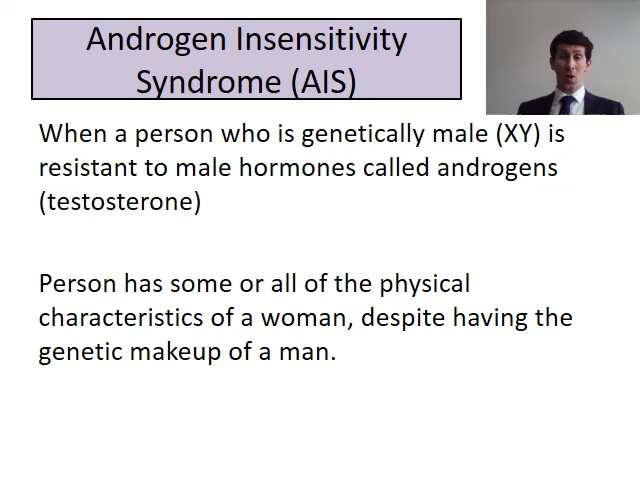 Androgen Insensitivity
Syndrome (AIS)
When a person who is genetically male (XY) is
resistant to male hormones called androgens
(testosterone)
Person has some or all of the physical
characteristics of a woman, despite having the
genetic makeup of a man.